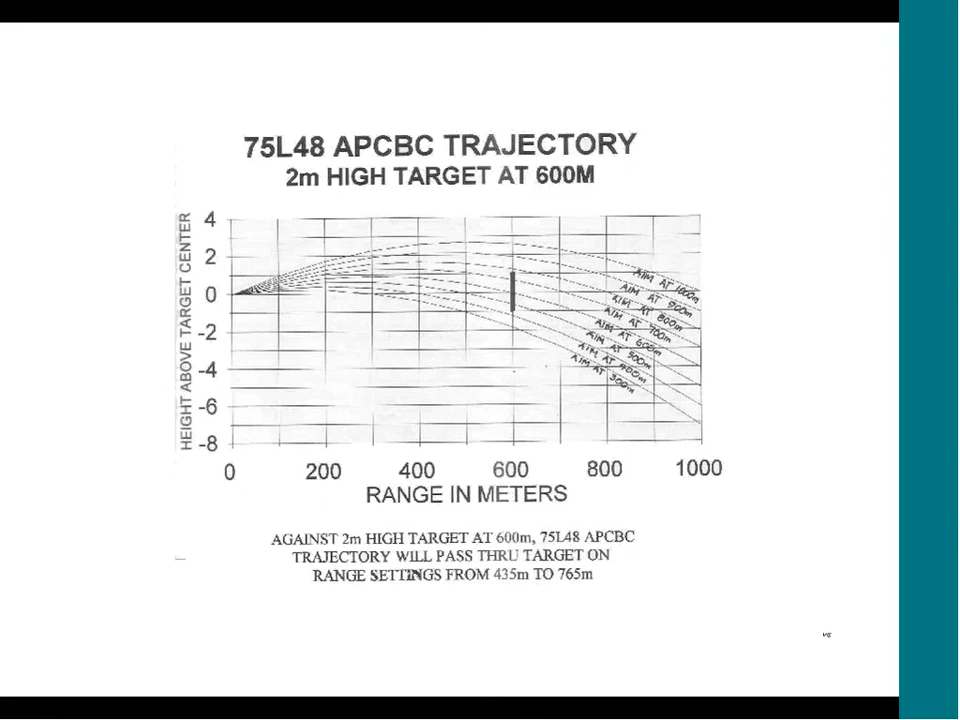 75L48 APCBC TRAJECTORY
2m HIGH TARGET AT 600M
HEIGHT ABOVE TARGET CENTER
4
2
0
-2
-4
-6
-8
AIM AT 1000m
AIM AT 900m
AIM AT 800m
AIM AT 700m
AIM AT 600m
AIM AT 500m
AIM AT 400m
AIM AT 300m
0 200 400 600 800 1000
RANGE IN METERS
AGAINST 2m HIGH TARGET AT 600m, 75L48 APCBC
TRAJECTORY WILL PASS THRU TARGET ON
RANGE SETTINGS FROM 435m TO 765m